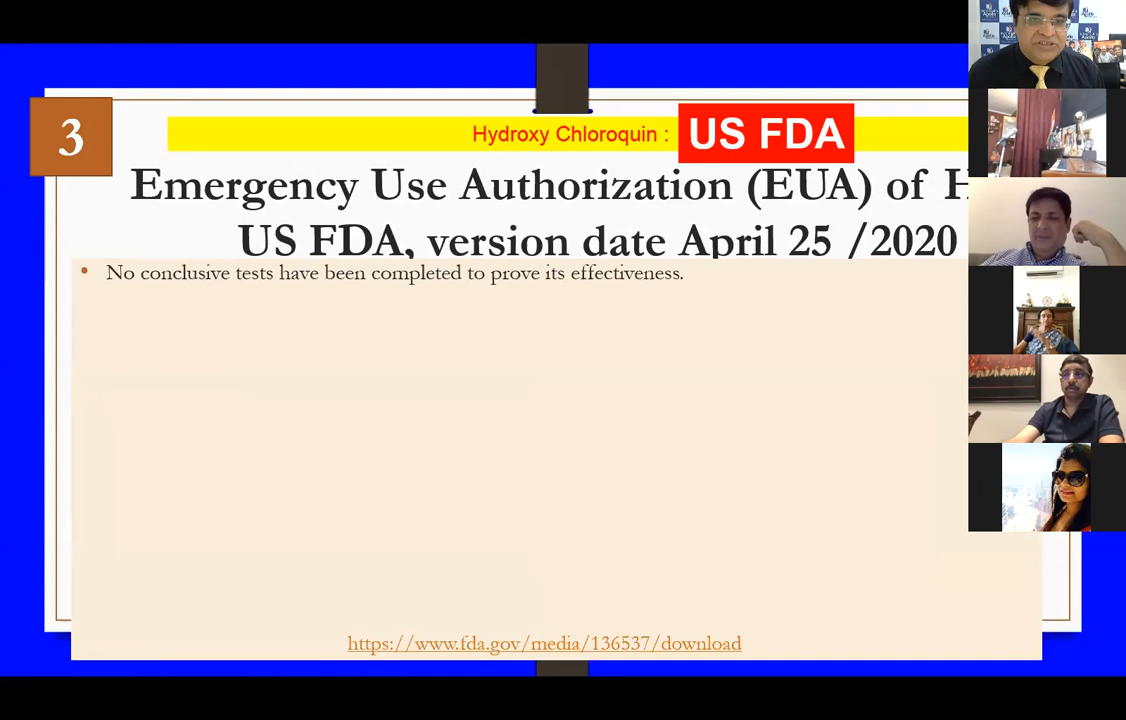 3
Hydroxy Chloroquin : US FDA
Emergency Use Authorization (EUA) of
US FDA, version date April 25 /2020
• No conclusive tests have been completed to prove its effectiveness.
https://www.fda.gov/media/136537/download